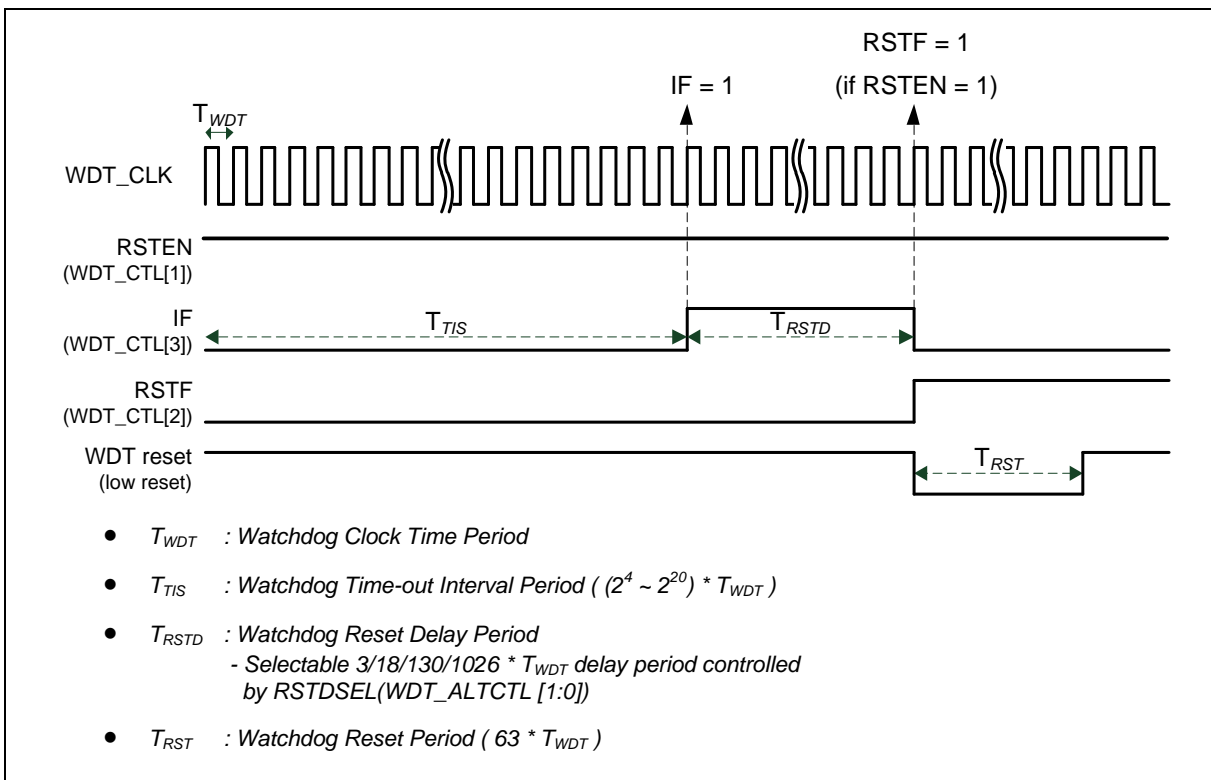 RSTF = 1
IF = 1 (if RSTEN = 1)
T_WDT
WDT_CLK
RSTEN
(WDT_CTL[1])
IF
(WDT_CTL[3])
T_TIS T_RSTD
RSTF
(WDT_CTL[2])
WDT reset
(low reset)
T_RST
● T_WDT : Watchdog Clock Time Period
● T_TIS : Watchdog Time-out Interval Period ( (2^4 ~ 2^20) * T_WDT )
● T_RSTD : Watchdog Reset Delay Period
- Selectable 3/18/130/1026 * T_WDT delay period controlled
by RSTDSEL(WDT_ALTCTL [1:0])
● T_RST : Watchdog Reset Period ( 63 * T_WDT )